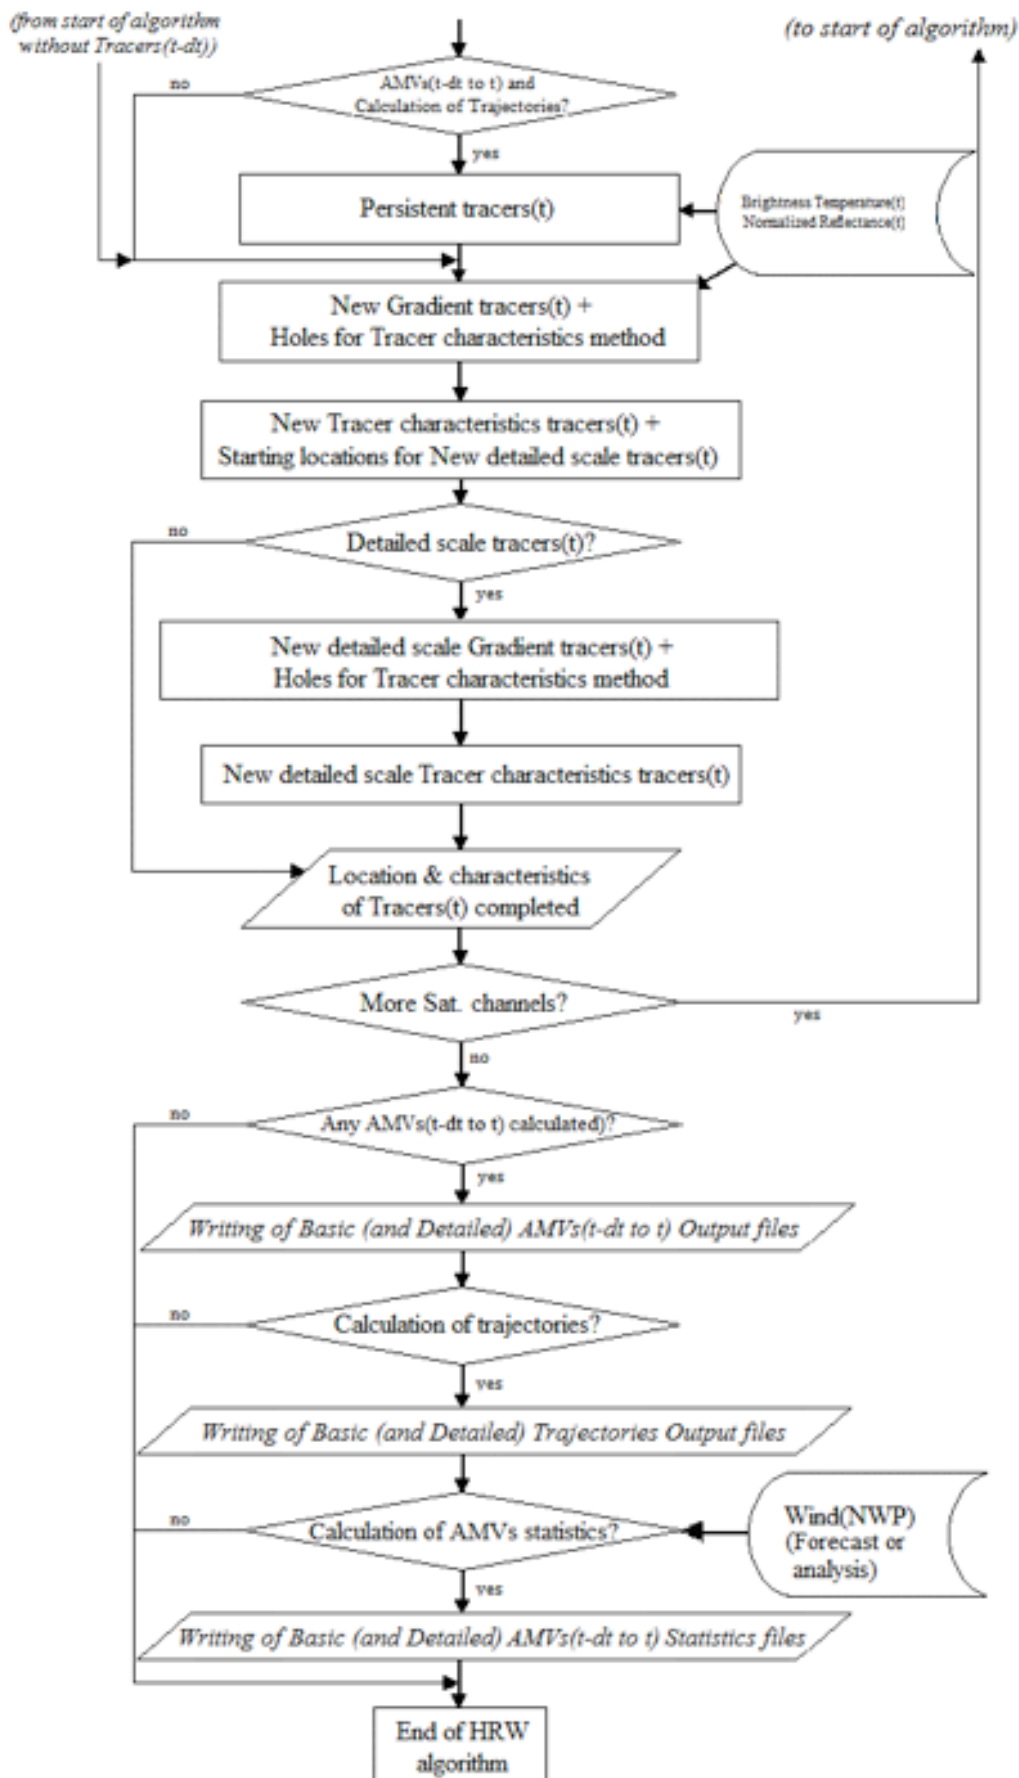 (from start of algorithm
without Tracers(t-dt))
(to start of algorithm)
AMVs(t-dt to t) and
Calculation of Trajectories?
no
yes
Persistent tracers(t)
Brightness Temperature(t)
Normalized Reflectance(t)
New Gradient tracers(t) +
Holes for Tracer characteristics method
New Tracer characteristics tracers(t) +
Starting locations for New detailed scale tracers(t)
no
Detailed scale tracers(t)?
yes
New detailed scale Gradient tracers(t) +
Holes for Tracer characteristics method
New detailed scale Tracer characteristics tracers(t)
Location & characteristics
of Tracers(t) completed
More Sat. channels?
yes
no
no
Any AMVs(t-dt to t) calculated)?
yes
Writing of Basic (and Detailed) AMVs(t-dt to t) Output files
no
Calculation of trajectories?
yes
Writing of Basic (and Detailed) Trajectories Output files
no
Calculation of AMVs statistics?
Wind(NWP)
(Forecast or
analysis)
yes
Writing of Basic (and Detailed) AMVs(t-dt to t) Statistics files
End of HRW
algorithm